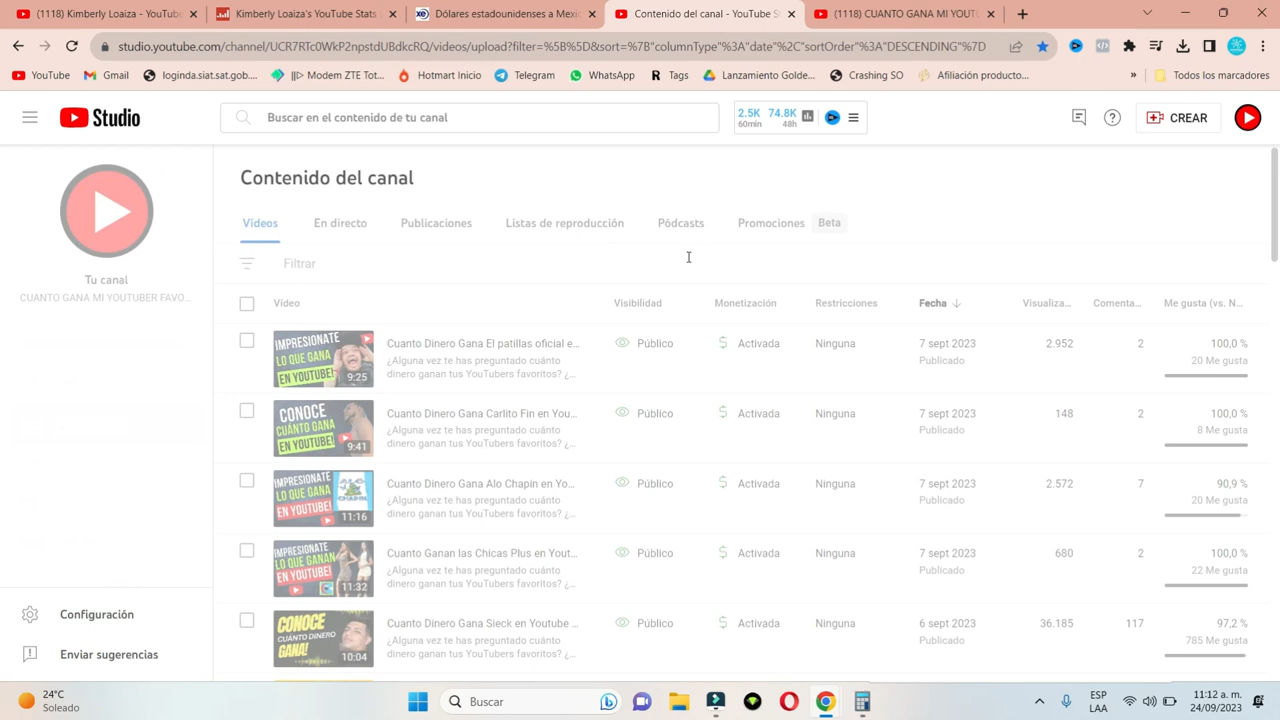 (1118) YouTube - YouTube
Kimberly Loaiza's YouTube Stats
Dólares estadounidenses a Mexic
Contenido del canal - YouTube S
(1118) CUANTO GANA MI YOUTUB
studio.youtube.com/channel/UCR7RTc0WkP2npstdUBdkcRQ/videos/upload?filter=%5B%5D&sort=%7B"columnType"%3A"date"%2C"sortOrder"%3A"DESCENDING"%7D
YouTube
Gmail
loginda.siat.sat.gob....
|> Modem ZTE Tot...
Hotmart Inicio
Telegram
WhatsApp
Tags
Lanzamiento Golde...
Crashing SO
Afiliación producto...
»
Todos los marcadores
Studio
Buscar en el contenido de tu canal
2.5K 74.8K
60min 48h
CREAR
Contenido del canal
Vídeos En directo Publicaciones Listas de reproducción Pódcasts Promociones Beta
Tu canal
CUANTO GANA MI YOUTUBER FAVO...
Filtrar
Vídeo Visibilidad Monetización Restricciones Fecha Visualiza... Comenta... Me gusta (vs. N...
IMPRESIONATE
LO QUE GANA
EN YOUTUBE!
9:25
Cuanto Dinero Gana El patillas oficial e... Público Activada Ninguna 7 sept 2023 2.952 2 100,0 %
¿Alguna vez te has preguntado cuánto Publicado 20 Me gusta
dinero ganan tus YouTubers favoritos? ¿...
CONOCE
CUÁNTO GANA
EN YOUTUBE!
9:41
Cuanto Dinero Gana Carlito Fin en You... Público Activada Ninguna 7 sept 2023 148 2 100,0 %
¿Alguna vez te has preguntado cuánto Publicado 8 Me gusta
dinero ganan tus YouTubers favoritos? ¿...
IMPRESIONATE
LO QUE GANA
EN YOUTUBE!
11:16
Cuanto Dinero Gana Alo Chapin en Yo... Público Activada Ninguna 7 sept 2023 2.572 7 90,9 %
¿Alguna vez te has preguntado cuánto Publicado 20 Me gusta
dinero ganan tus YouTubers favoritos? ¿...
IMPRESIONATE
LO QUE GANAN
EN YOUTUBE!
11:32
Cuanto Ganan las Chicas Plus en Yout... Público Activada Ninguna 7 sept 2023 680 2 100,0 %
¿Alguna vez te has preguntado cuánto Publicado 22 Me gusta
dinero ganan tus YouTubers favoritos? ¿...
CONOCE
CUÁNTO DINERO
GANA!
10:04
Cuanto Dinero Gana Sieck en Youtube ... Público Activada Ninguna 6 sept 2023 36.185 117 97,2 %
¿Alguna vez te has preguntado cuánto Publicado 785 Me gusta
dinero ganan tus YouTubers favoritos? ¿...
Configuración
Enviar sugerencias
24°C
Soleado
Buscar
ESP
LAA
11:12 a. m.
24/09/2023